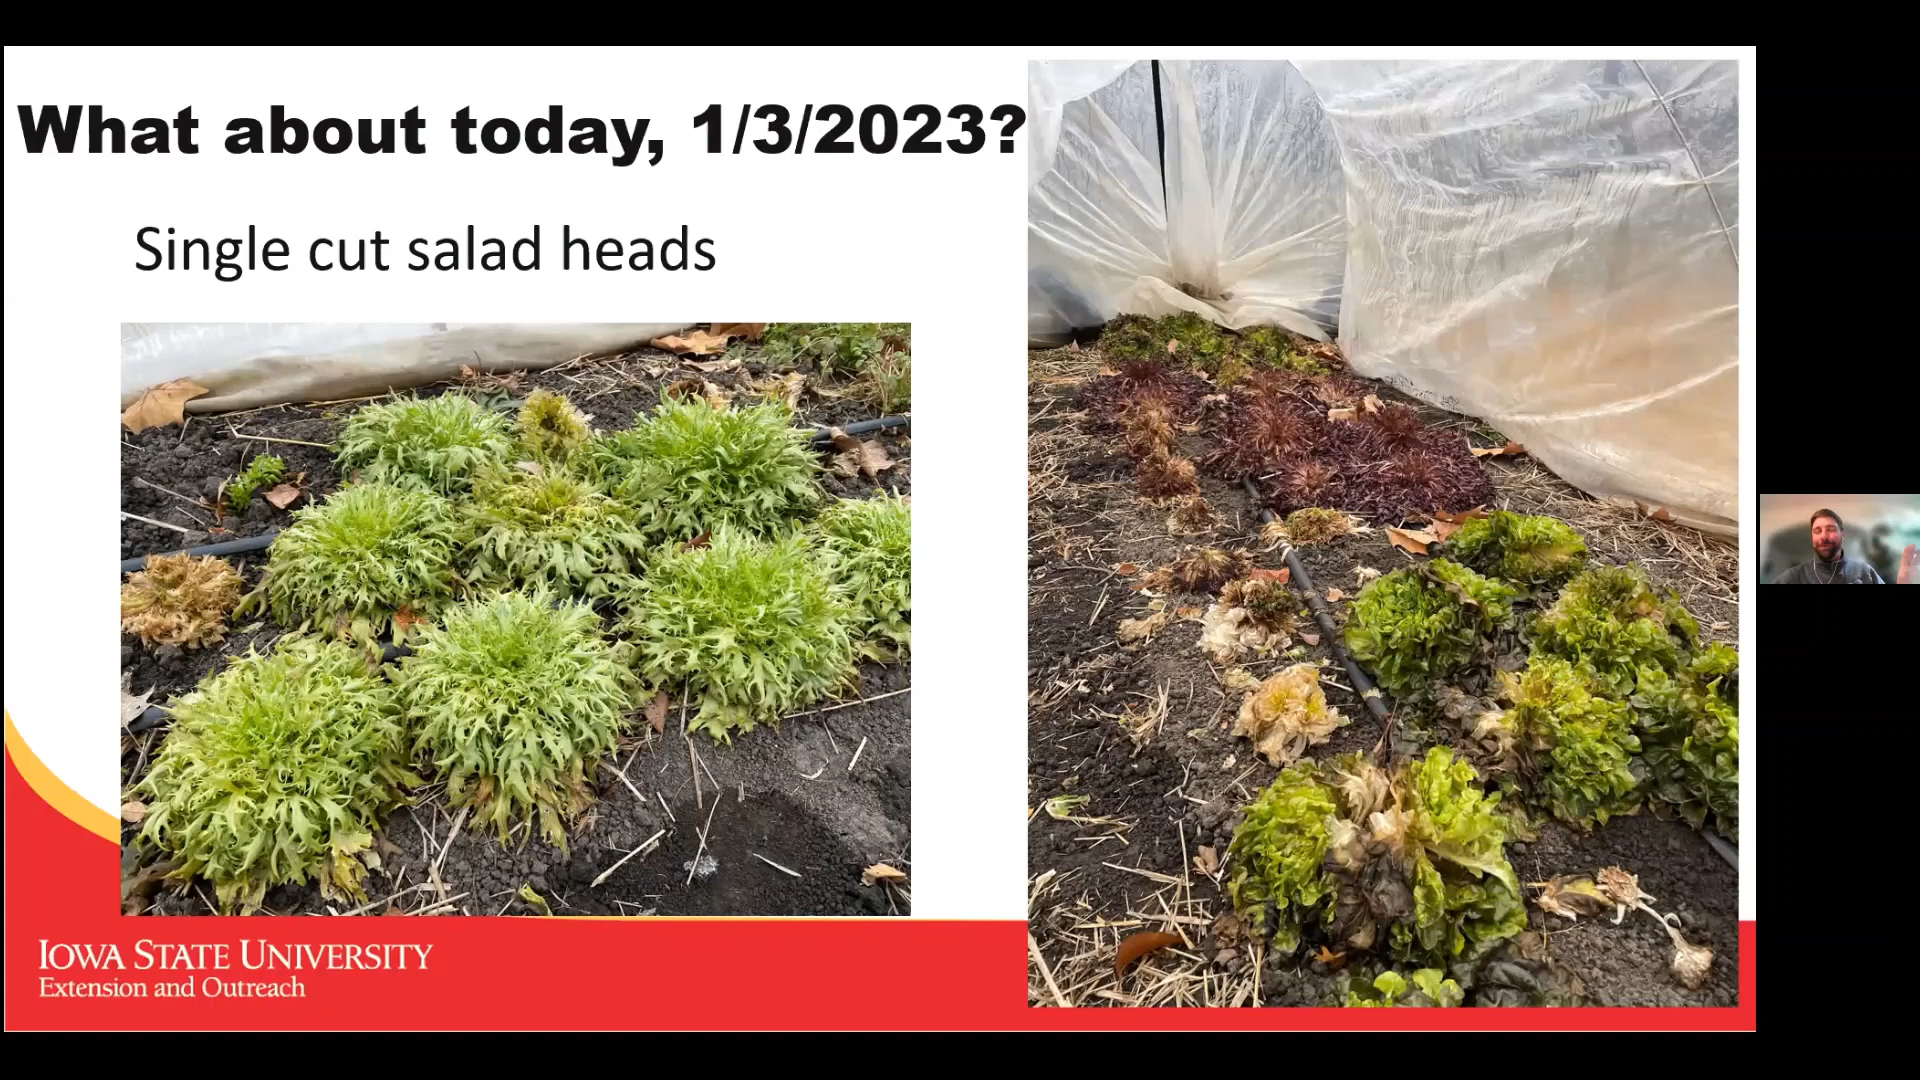 What about today, 1/3/2023?
Single cut salad heads
IOWA STATE UNIVERSITY
Extension and Outreach